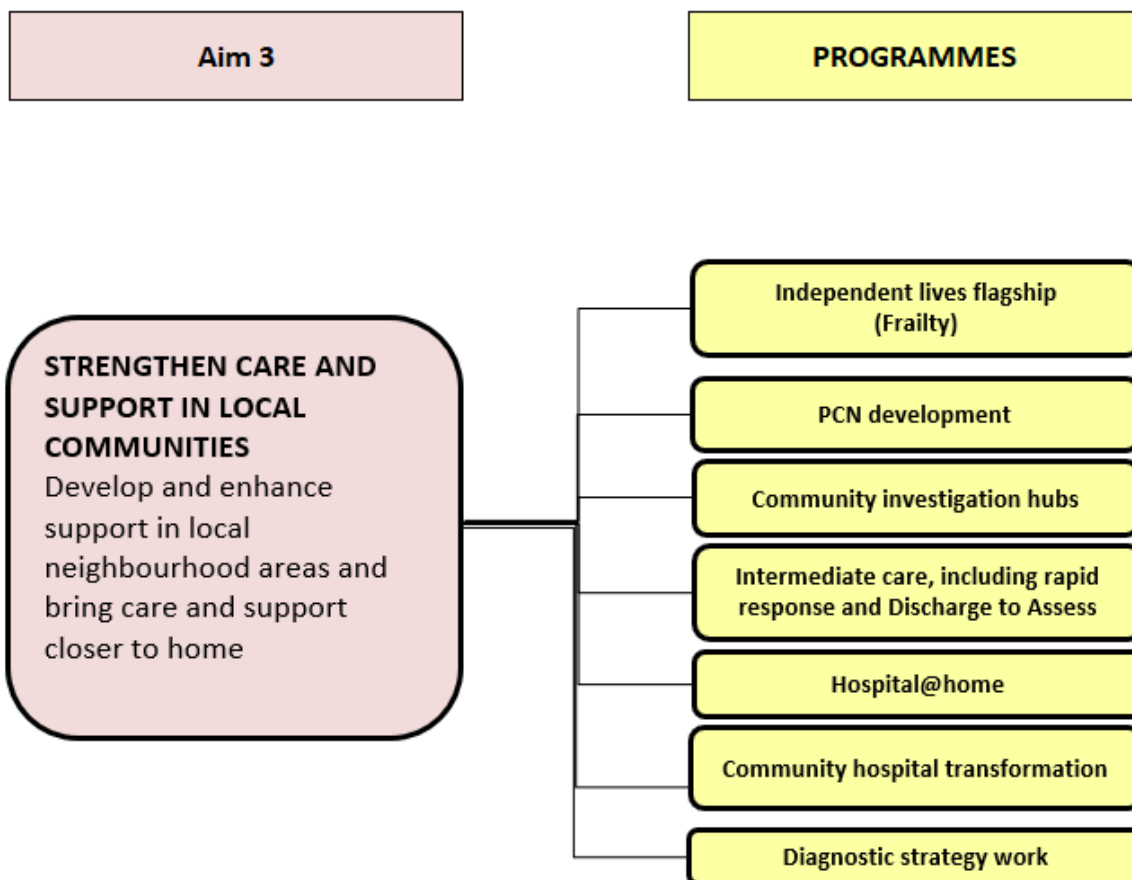 Aim 3
PROGRAMMES
STRENGTHEN CARE AND
SUPPORT IN LOCAL
COMMUNITIES
Develop and enhance
support in local
neighbourhood areas and
bring care and support
closer to home
Independent lives flagship
(Frailty)
PCN development
Community investigation hubs
Intermediate care, including rapid
response and Discharge to Assess
Hospital@home
Community hospital transformation
Diagnostic strategy work